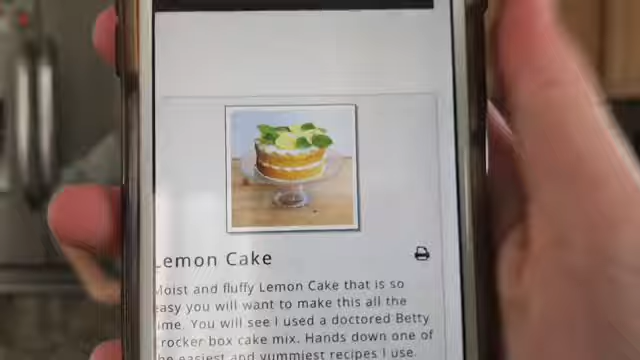 Lemon Cake
Moist and fluffy Lemon Cake that is so
easy you will want to make this all the
time. You will see I used a doctored Betty
Crocker box cake mix. Hands down one of
the easiest and yummiest recipes I use.